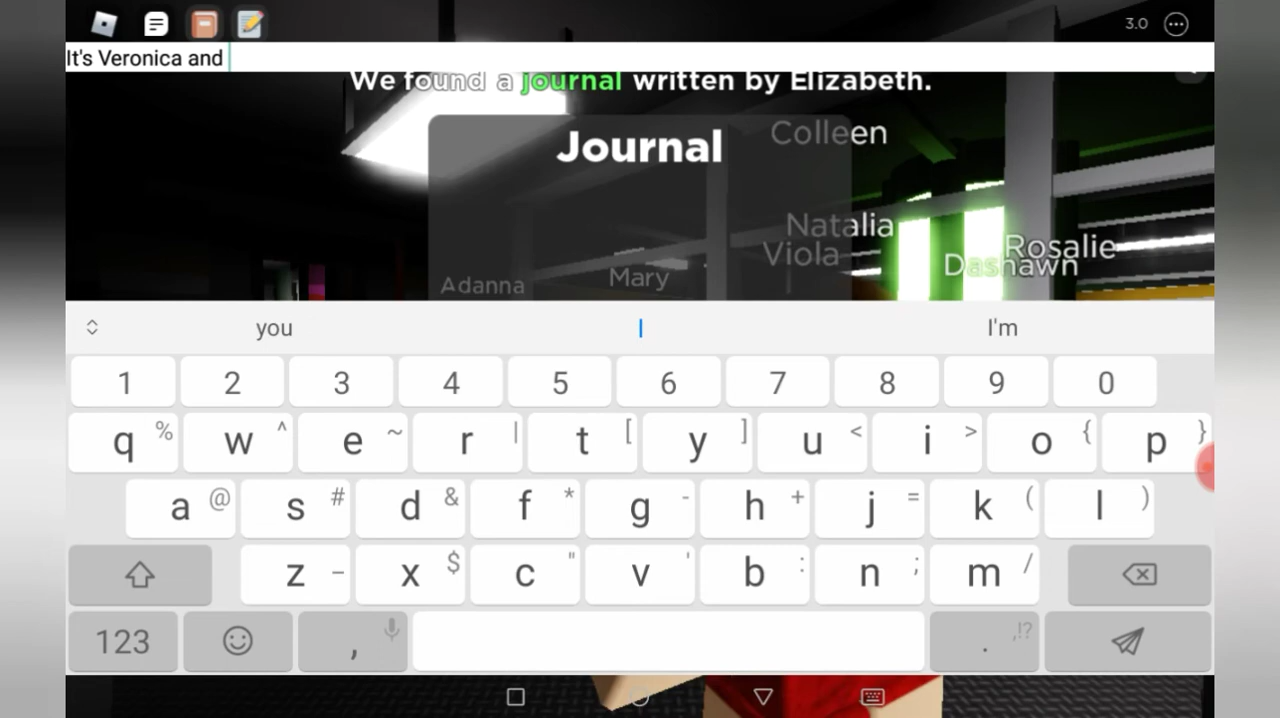 3.0
It's Veronica and
We found a journal written by Elizabeth.
Journal
Colleen
Natalia
Viola
Rosalie
Dashawn
Adanna
Mary
you
I'm
1 2 3 4 5 6 7 8 9 0
q % w ^ e ~ r | t [ y ] u < i > o { p }
a @ s # d & f * g - h + j = k ( l )
z _ x $ c " v ' b : n ; m /
123 , . ,!?